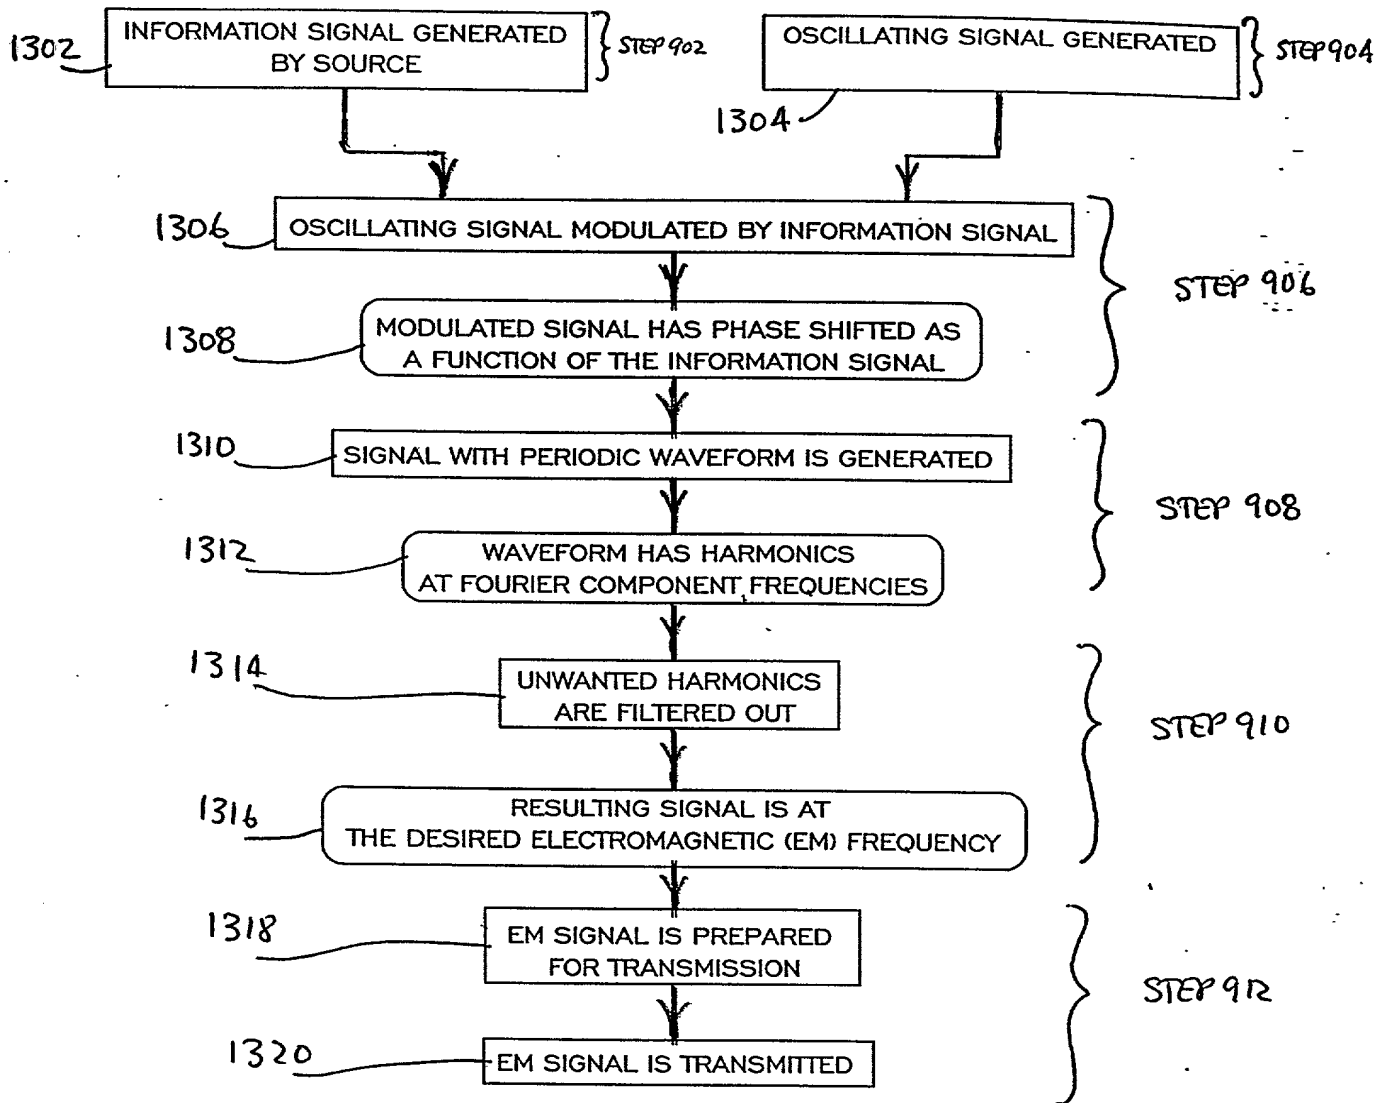 1302
INFORMATION SIGNAL GENERATED
BY SOURCE
STEP 902
OSCILLATING SIGNAL GENERATED
STEP 904
1304
1306
OSCILLATING SIGNAL MODULATED BY INFORMATION SIGNAL
STEP 906
1308
MODULATED SIGNAL HAS PHASE SHIFTED AS
A FUNCTION OF THE INFORMATION SIGNAL
1310
SIGNAL WITH PERIODIC WAVEFORM IS GENERATED
STEP 908
1312
WAVEFORM HAS HARMONICS
AT FOURIER COMPONENT FREQUENCIES
1314
UNWANTED HARMONICS
ARE FILTERED OUT
STEP 910
1316
RESULTING SIGNAL IS AT
THE DESIRED ELECTROMAGNETIC (EM) FREQUENCY
1318
EM SIGNAL IS PREPARED
FOR TRANSMISSION
STEP 912
1320
EM SIGNAL IS TRANSMITTED